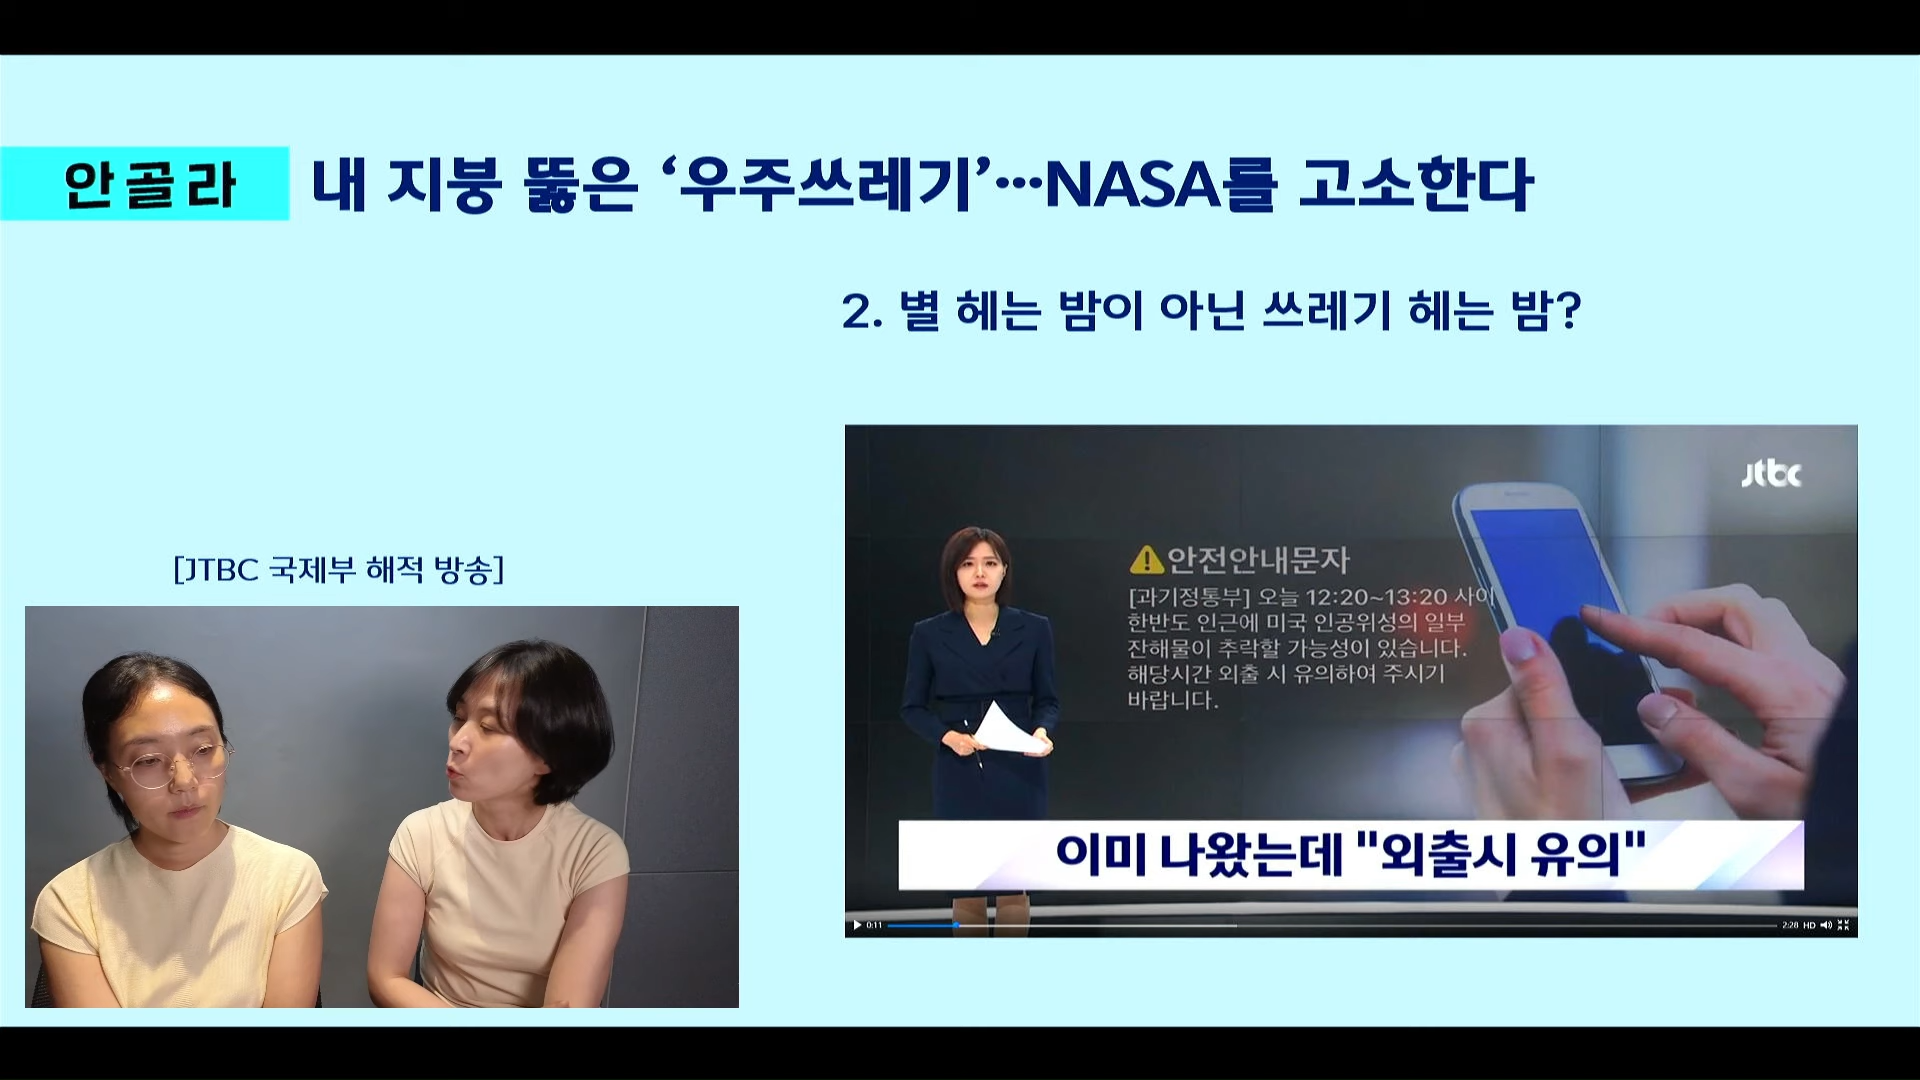 안골라
내 지붕 뚫은 ‘우주쓰레기’…NASA를 고소한다
2. 별 헤는 밤이 아닌 쓰레기 헤는 밤?
[JTBC 국제부 해적 방송]
jtbc
안전안내문자
[과기정통부] 오늘 12:20~13:20 사이
한반도 인근에 미국 인공위성의 일부
잔해물이 추락할 가능성이 있습니다.
해당시간 외출 시 유의하여 주시기
바랍니다.
이미 나왔는데 "외출시 유의"
0:11
2:28 HD